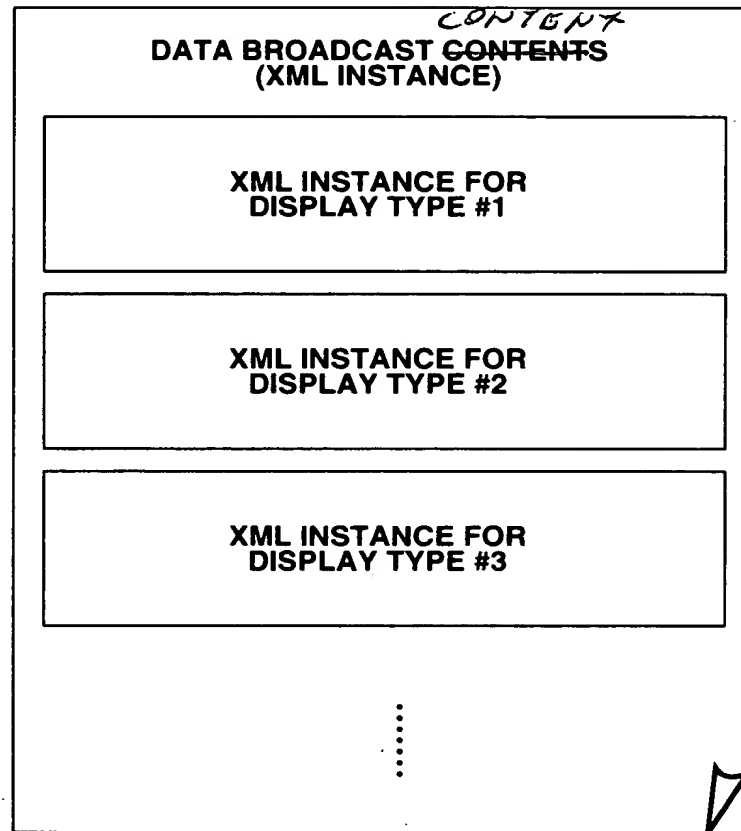 CONTENT
DATA BROADCAST CONTENTS
(XML INSTANCE)
XML INSTANCE FOR
DISPLAY TYPE #1
XML INSTANCE FOR
DISPLAY TYPE #2
XML INSTANCE FOR
DISPLAY TYPE #3